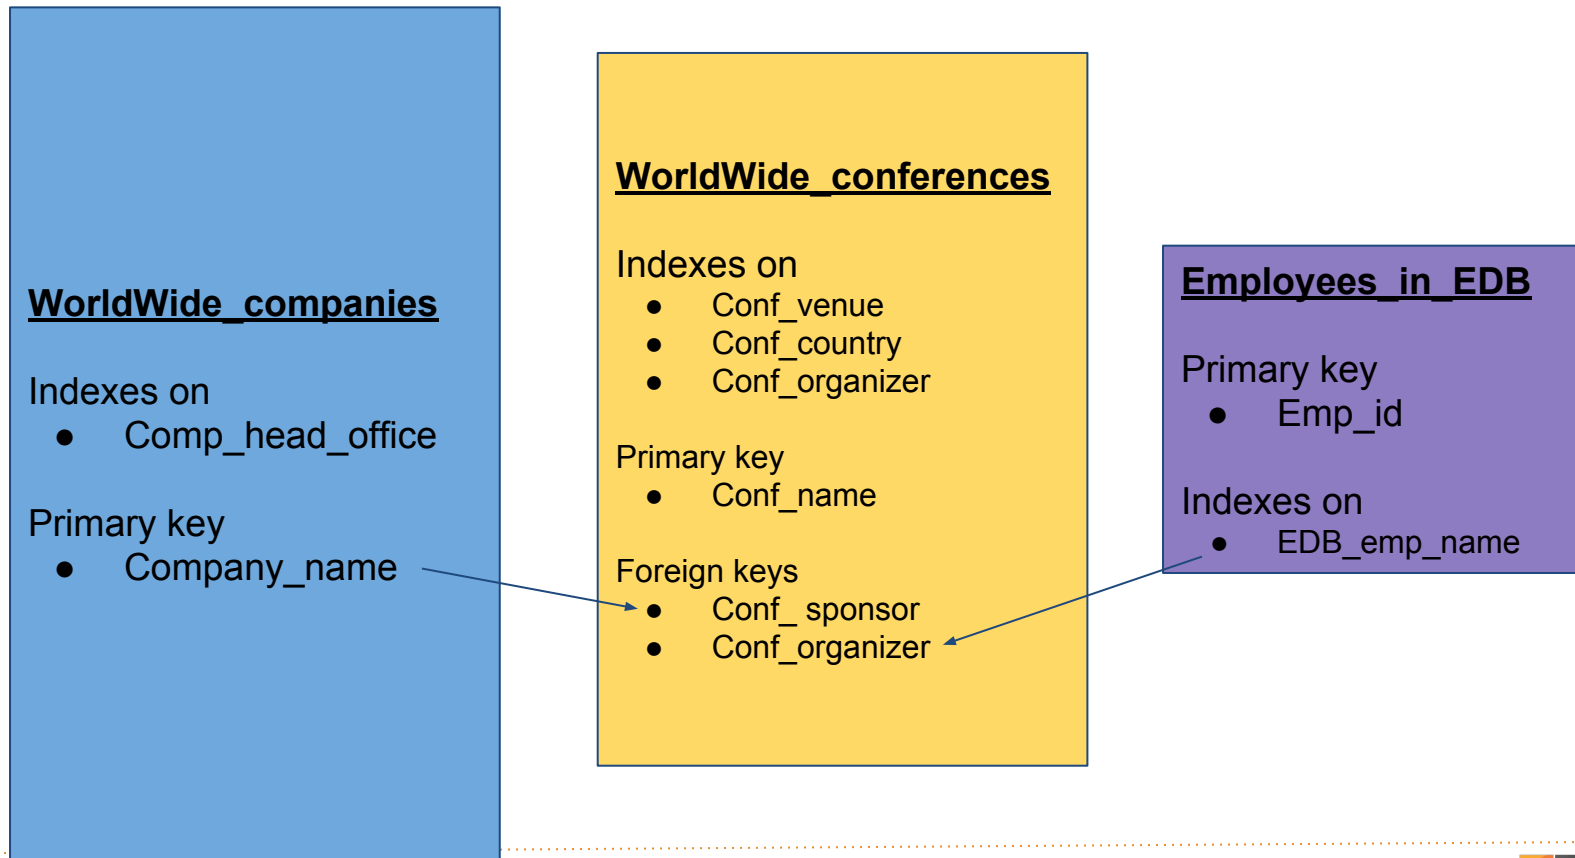 WorldWide_companies
Indexes on
● Comp_head_office
Primary key
● Company_name
WorldWide_conferences
Indexes on
● Conf_venue
● Conf_country
● Conf_organizer
Primary key
● Conf_name
Foreign keys
● Conf_ sponsor
● Conf_organizer
Employees_in_EDB
Primary key
● Emp_id
Indexes on
● EDB_emp_name